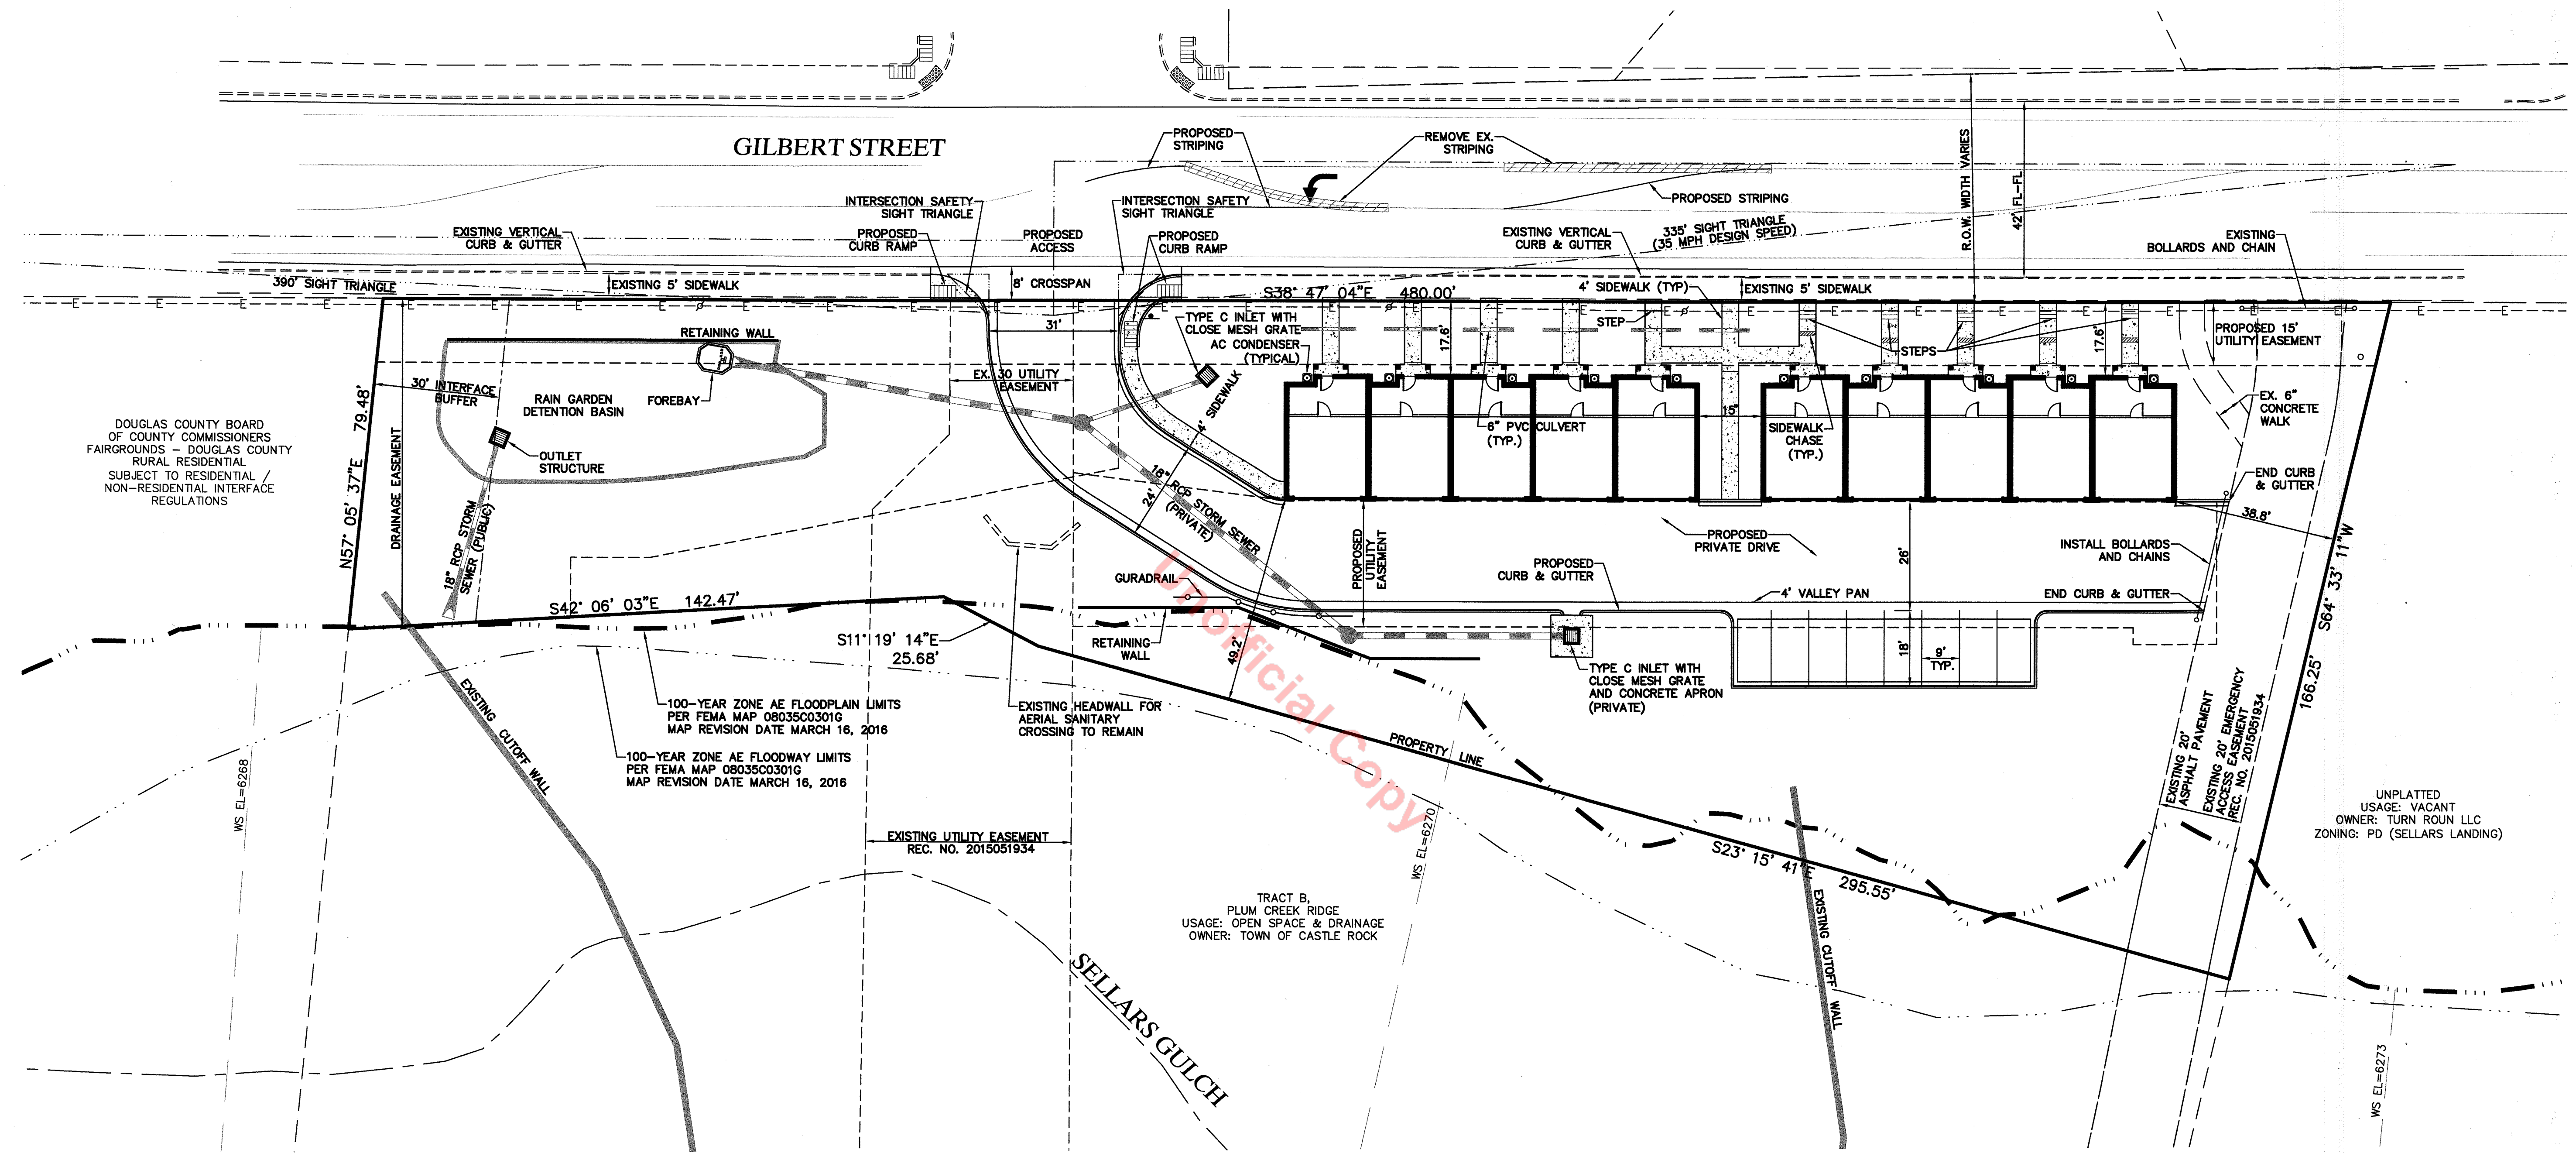 GILBERT STREET
PROPOSED
STRIPING
REMOVE EX.
STRIPING
R.O.W. WIDTH VARIES
42' FL-FL
PROPOSED STRIPING
INTERSECTION SAFETY
SIGHT TRIANGLE
INTERSECTION SAFETY
SIGHT TRIANGLE
335' SIGHT TRIANGLE
(35 MPH DESIGN SPEED)
EXISTING VERTICAL
CURB & GUTTER
PROPOSED
CURB RAMP
PROPOSED
ACCESS
PROPOSED
CURB RAMP
EXISTING VERTICAL
CURB & GUTTER
EXISTING
BOLLARDS AND CHAIN
390' SIGHT TRIANGLE
EXISTING 5' SIDEWALK
8' CROSSPAN
S38° 47' 04"E 480.00'
4' SIDEWALK (TYP)
EXISTING 5' SIDEWALK
E E E E E E E E E E
RETAINING WALL
31'
TYPE C INLET WITH
CLOSE MESH GRATE
AC CONDENSER
(TYPICAL)
17.6'
STEP
STEPS
17.6'
PROPOSED 15'
UTILITY EASEMENT
30' INTERFACE
BUFFER
RAIN GARDEN
DETENTION BASIN
FOREBAY
EX. 30 UTILITY
EASEMENT
4' SIDEWALK
6" PVC CULVERT
(TYP.)
15'
SIDEWALK
CHASE
(TYP.)
EX. 6"
CONCRETE
WALK
DOUGLAS COUNTY BOARD
OF COUNTY COMMISSIONERS
FAIRGROUNDS - DOUGLAS COUNTY
RURAL RESIDENTIAL
SUBJECT TO RESIDENTIAL /
NON-RESIDENTIAL INTERFACE
REGULATIONS
N57° 05' 37"E 79.48'
DRAINAGE EASEMENT
OUTLET
STRUCTURE
18" RCP STORM
SEWER (PUBLIC)
24'
18" RCP STORM SEWER
(PRIVATE)
END CURB
& GUTTER
38.8'
PROPOSED
UTILITY
EASEMENT
PROPOSED
PRIVATE DRIVE
26'
INSTALL BOLLARDS
AND CHAINS
PROPOSED
CURB & GUTTER
GURADRAIL
4' VALLEY PAN
END CURB & GUTTER
S64° 33' 11"W
166.25'
S42° 06' 03"E 142.47'
S11° 19' 14"E
25.68'
RETAINING
WALL
49.2'
18'
9'
TYP.
TYPE C INLET WITH
CLOSE MESH GRATE
AND CONCRETE APRON
(PRIVATE)
EXISTING CUTOFF WALL
100-YEAR ZONE AE FLOODPLAIN LIMITS
PER FEMA MAP 08035C0301G
MAP REVISION DATE MARCH 16, 2016
100-YEAR ZONE AE FLOODWAY LIMITS
PER FEMA MAP 08035C0301G
MAP REVISION DATE MARCH 16, 2016
EXISTING HEADWALL FOR
AERIAL SANITARY
CROSSING TO REMAIN
PROPERTY LINE
EXISTING 20'
ASPHALT PAVEMENT
EXISTING 20' EMERGENCY
ACCESS EASEMENT
REC. NO. 2015051934
Unofficial Copy
WS EL=6268
EXISTING UTILITY EASEMENT
REC. NO. 2015051934
WS EL=6270
S23° 15' 41"E 295.55'
UNPLATTED
USAGE: VACANT
OWNER: TURN ROUN LLC
ZONING: PD (SELLARS LANDING)
TRACT B,
PLUM CREEK RIDGE
USAGE: OPEN SPACE & DRAINAGE
OWNER: TOWN OF CASTLE ROCK
EXISTING CUTOFF WALL
SELLARS GULCH
WS EL=6273